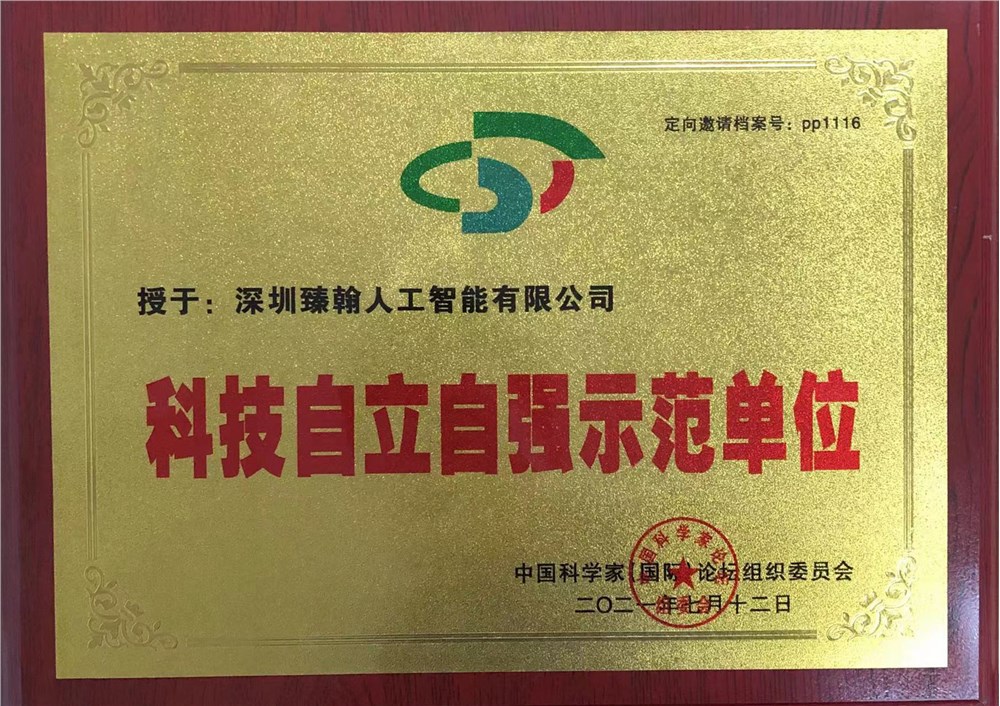 定向邀请档案号：pp1116
授于：深圳臻翰人工智能有限公司
科技自立自强示范单位
中国科学家（国际）论坛组织委员会
二〇二一年七月十二日